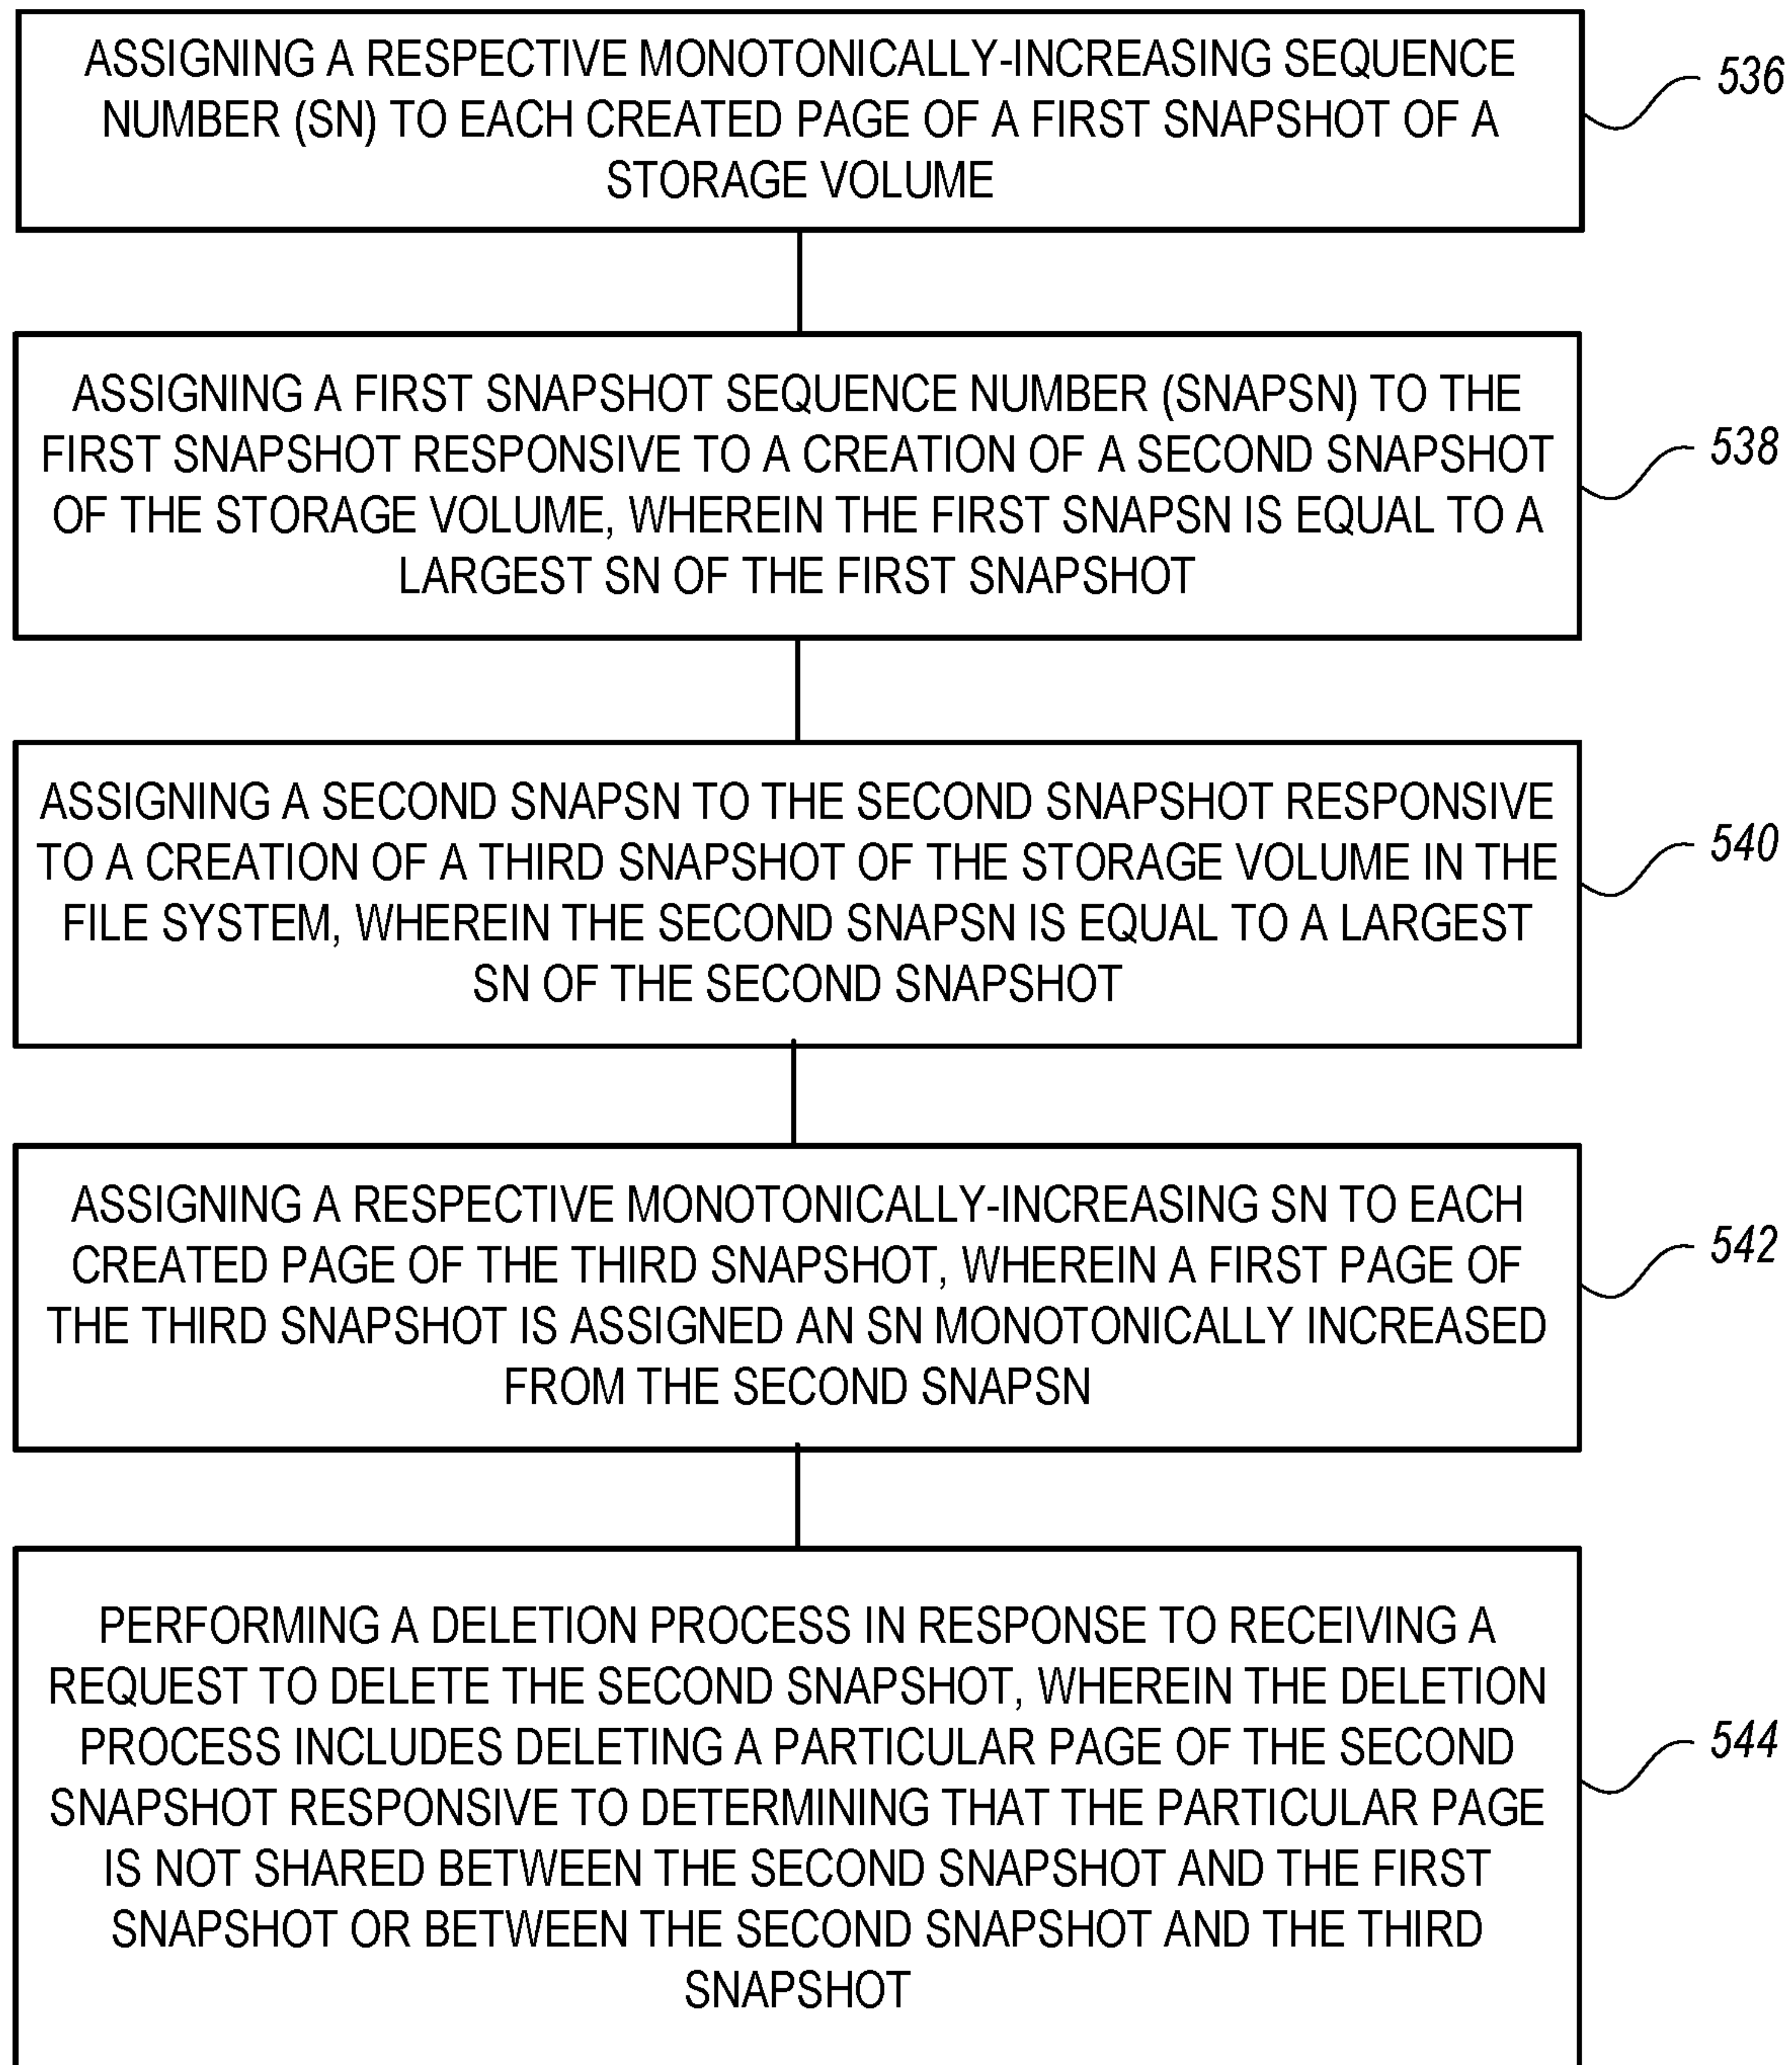 ASSIGNING A RESPECTIVE MONOTONICALLY-INCREASING SEQUENCE
NUMBER (SN) TO EACH CREATED PAGE OF A FIRST SNAPSHOT OF A
STORAGE VOLUME
536
ASSIGNING A FIRST SNAPSHOT SEQUENCE NUMBER (SNAPSN) TO THE
FIRST SNAPSHOT RESPONSIVE TO A CREATION OF A SECOND SNAPSHOT
OF THE STORAGE VOLUME, WHEREIN THE FIRST SNAPSN IS EQUAL TO A
LARGEST SN OF THE FIRST SNAPSHOT
538
ASSIGNING A SECOND SNAPSN TO THE SECOND SNAPSHOT RESPONSIVE
TO A CREATION OF A THIRD SNAPSHOT OF THE STORAGE VOLUME IN THE
FILE SYSTEM, WHEREIN THE SECOND SNAPSN IS EQUAL TO A LARGEST
SN OF THE SECOND SNAPSHOT
540
ASSIGNING A RESPECTIVE MONOTONICALLY-INCREASING SN TO EACH
CREATED PAGE OF THE THIRD SNAPSHOT, WHEREIN A FIRST PAGE OF
THE THIRD SNAPSHOT IS ASSIGNED AN SN MONOTONICALLY INCREASED
FROM THE SECOND SNAPSN
542
PERFORMING A DELETION PROCESS IN RESPONSE TO RECEIVING A
REQUEST TO DELETE THE SECOND SNAPSHOT, WHEREIN THE DELETION
PROCESS INCLUDES DELETING A PARTICULAR PAGE OF THE SECOND
SNAPSHOT RESPONSIVE TO DETERMINING THAT THE PARTICULAR PAGE
IS NOT SHARED BETWEEN THE SECOND SNAPSHOT AND THE FIRST
SNAPSHOT OR BETWEEN THE SECOND SNAPSHOT AND THE THIRD
SNAPSHOT
544